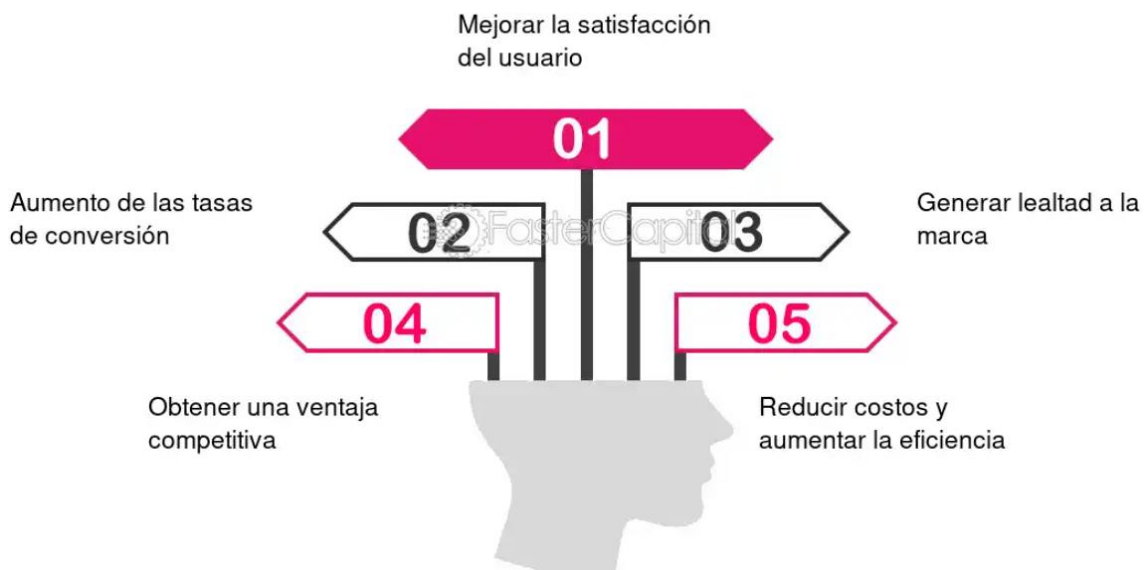 Mejorar la satisfacción
del usuario
01
Aumento de las tasas
de conversión
02
FasterCapital
03
Generar lealtad a la
marca
04
05
Obtener una ventaja
competitiva
Reducir costos y
aumentar la eficiencia